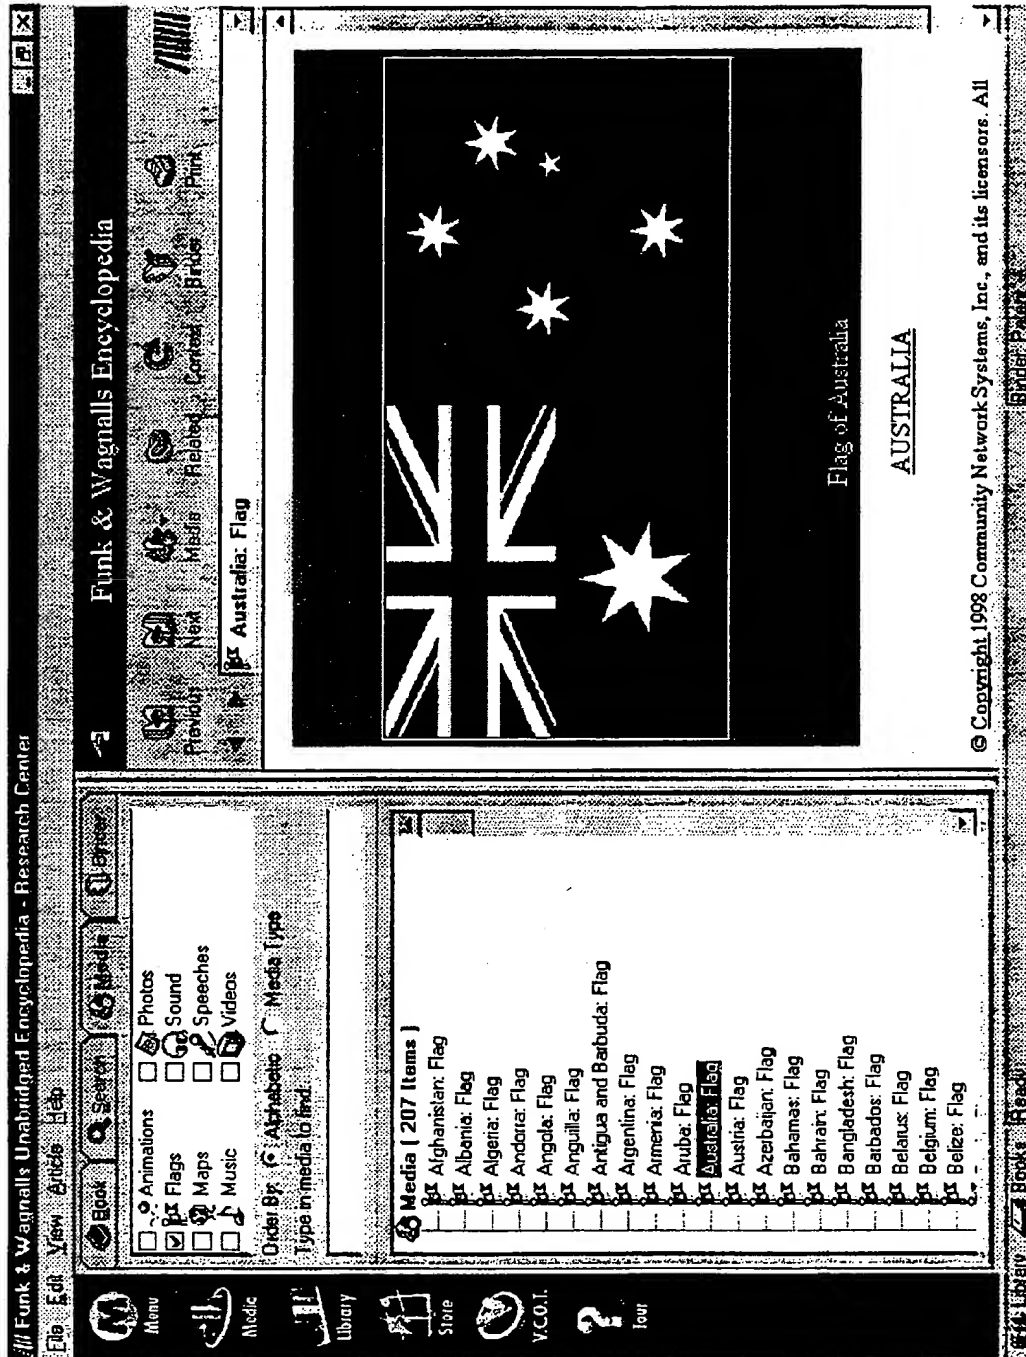 Funk & Wagnalls Unabridged Encyclopedia - Research Center
File Edit View Article Help
Menu
Medic
Library
Store
V.C.O.T.
Tour
Book Search Media
Animations Photos
Flags Sound
Maps Speeches
Music Videos
Order By: Alphabetic Media Type
Type in media to find:
Media [ 207 Items ]
Afghanistan: Flag
Albania: Flag
Algeria: Flag
Andorra: Flag
Angola: Flag
Anguilla: Flag
Antigua and Barbuda: Flag
Argentina: Flag
Armenia: Flag
Aruba: Flag
Australia: Flag
Austria: Flag
Azerbaijan: Flag
Bahamas: Flag
Bahrain: Flag
Bangladesh: Flag
Barbados: Flag
Belarus: Flag
Belgium: Flag
Belize: Flag
Funk & Wagnalls Encyclopedia
Previous Next Media Related Context Binder Print
Australia: Flag
Flag of Australia
AUSTRALIA
© Copyright 1998 Community Network Systems, Inc., and its licensors. All
Books Ready